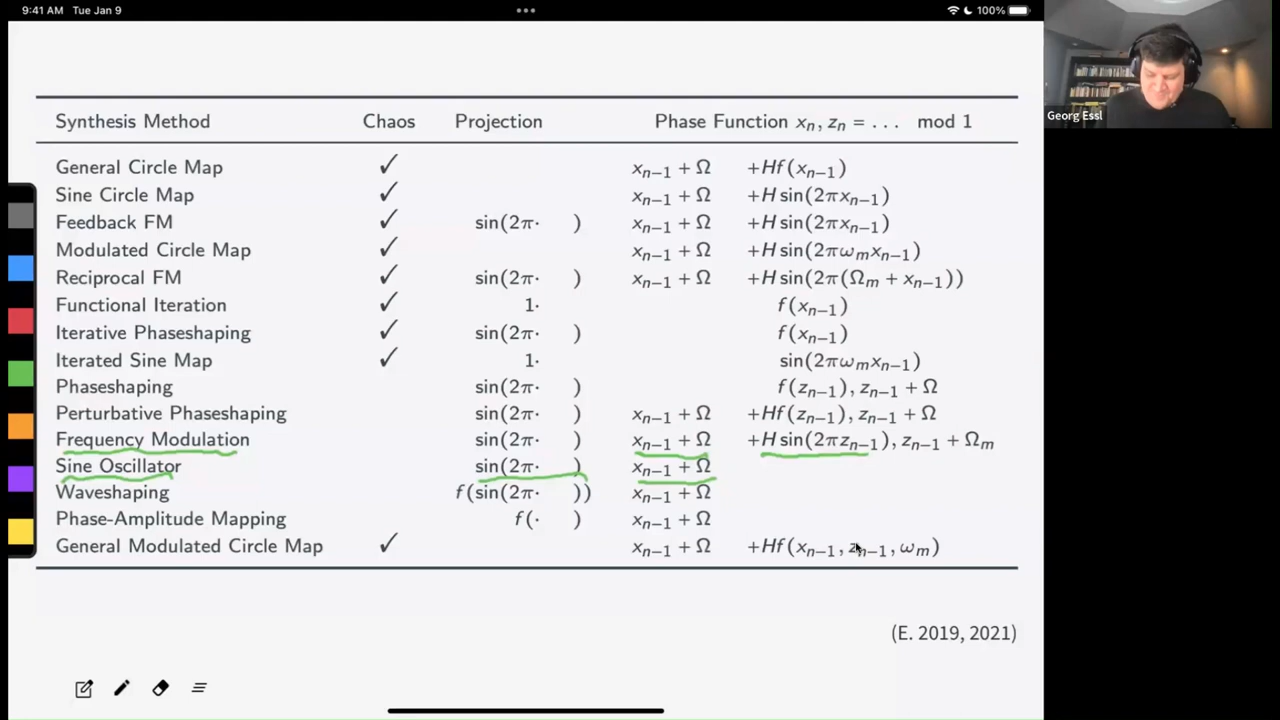 9:41 AM Tue Jan 9
100%
Georg Essl
Synthesis Method Chaos Projection Phase Function xₙ, zₙ = . . . mod 1
General Circle Map ✓ xₙ₋₁ + Ω +Hf(xₙ₋₁)
Sine Circle Map ✓ xₙ₋₁ + Ω +H sin(2πxₙ₋₁)
Feedback FM ✓ sin(2π· ) xₙ₋₁ + Ω +H sin(2πxₙ₋₁)
Modulated Circle Map ✓ xₙ₋₁ + Ω +H sin(2πωₘxₙ₋₁)
Reciprocal FM ✓ sin(2π· ) xₙ₋₁ + Ω +H sin(2π(Ωₘ + xₙ₋₁))
Functional Iteration ✓ 1· f(xₙ₋₁)
Iterative Phaseshaping ✓ sin(2π· ) f(xₙ₋₁)
Iterated Sine Map ✓ 1· sin(2πωₘxₙ₋₁)
Phaseshaping sin(2π· ) f(zₙ₋₁), zₙ₋₁ + Ω
Perturbative Phaseshaping sin(2π· ) xₙ₋₁ + Ω +Hf(zₙ₋₁), zₙ₋₁ + Ω
Frequency Modulation sin(2π· ) xₙ₋₁ + Ω +H sin(2πzₙ₋₁), zₙ₋₁ + Ωₘ
Sine Oscillator sin(2π· ) xₙ₋₁ + Ω
Waveshaping f(sin(2π· )) xₙ₋₁ + Ω
Phase-Amplitude Mapping f(· ) xₙ₋₁ + Ω
General Modulated Circle Map ✓ xₙ₋₁ + Ω +Hf(xₙ₋₁, zₙ₋₁, ωₘ)
(E. 2019, 2021)